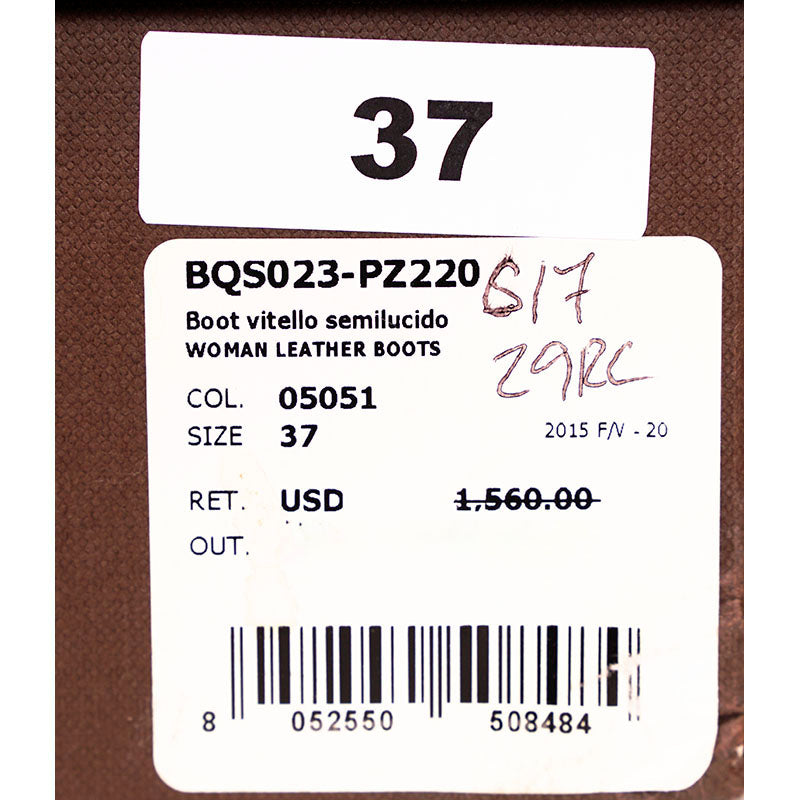 37
BQS023-PZ220
617
Boot vitello semilucido
WOMAN LEATHER BOOTS
29RC
COL. 05051
SIZE 37
2015 F/V - 20
RET. USD 1,560.00
OUT.
8 052550 508484